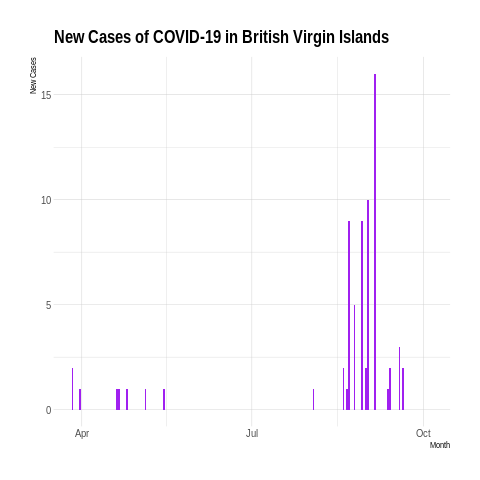 New Cases of COVID-19 in British Virgin Islands
New Cases
15
10
5
0
Apr
Jul
Oct
Month